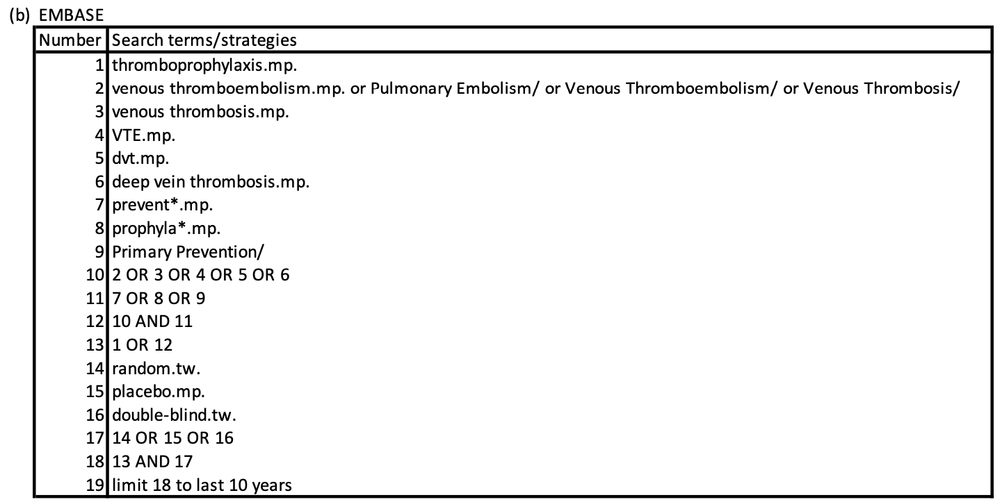 (b) EMBASE
Number Search terms/strategies
1 thromboprophylaxis.mp.
2 venous thromboembolism.mp. or Pulmonary Embolism/ or Venous Thromboembolism/ or Venous Thrombosis/
3 venous thrombosis.mp.
4 VTE.mp.
5 dvt.mp.
6 deep vein thrombosis.mp.
7 prevent*.mp.
8 prophyla*.mp.
9 Primary Prevention/
10 2 OR 3 OR 4 OR 5 OR 6
11 7 OR 8 OR 9
12 10 AND 11
13 1 OR 12
14 random.tw.
15 placebo.mp.
16 double-blind.tw.
17 14 OR 15 OR 16
18 13 AND 17
19 limit 18 to last 10 years